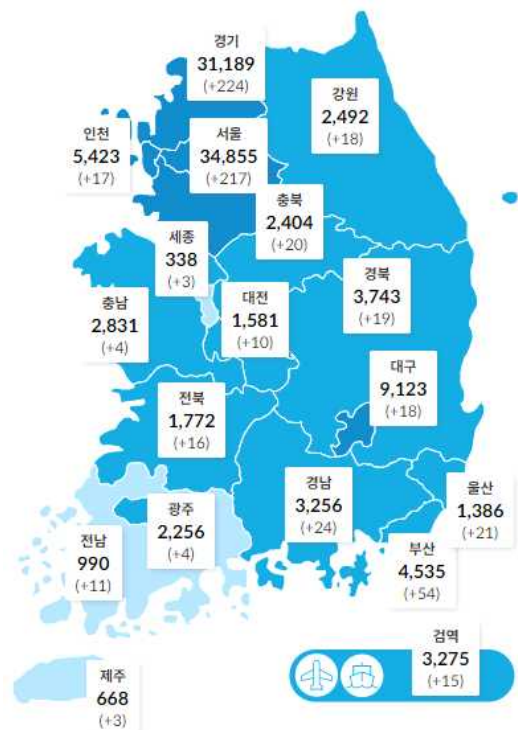 경기
31,189
(+224)
강원
2,492
(+18)
인천
5,423
(+17)
서울
34,855
(+217)
충북
2,404
(+20)
세종
338
(+3)
경북
3,743
(+19)
충남
2,831
(+4)
대전
1,581
(+10)
대구
9,123
(+18)
전북
1,772
(+16)
경남
3,256
(+24)
울산
1,386
(+21)
광주
2,256
(+4)
전남
990
(+11)
부산
4,535
(+54)
검역
3,275
(+15)
제주
668
(+3)